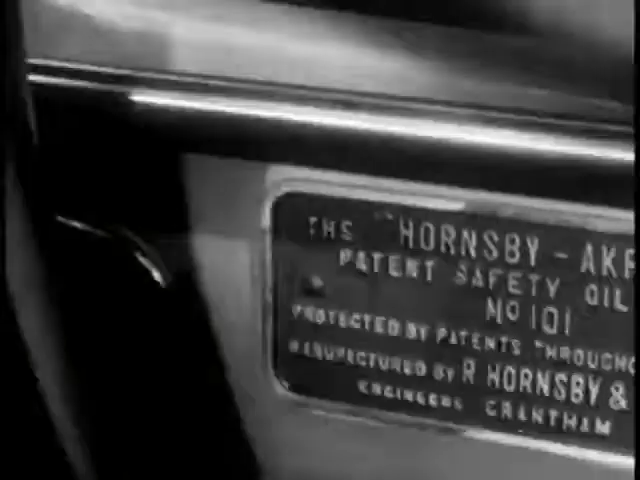 THE "HORNSBY - AKR
PATENT SAFETY OIL
No 101
PROTECTED BY PATENTS THROUGHO
MANUFACTURED BY R HORNSBY &
ENGINEERS GRANTHAM